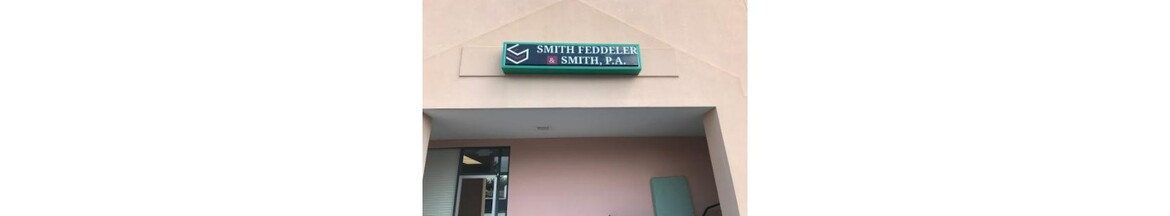 SMITH FEDDELER
& SMITH, P.A.